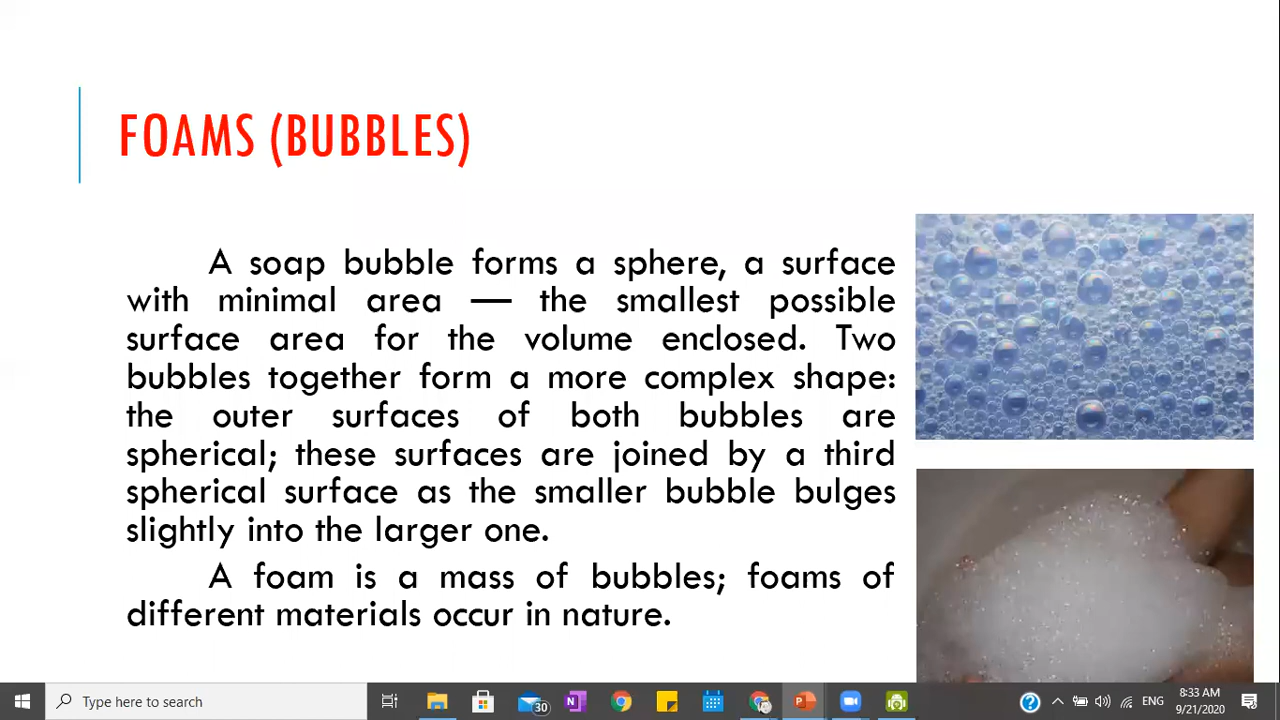 FOAMS (BUBBLES)
A soap bubble forms a sphere, a surface
with minimal area — the smallest possible
surface area for the volume enclosed. Two
bubbles together form a more complex shape:
the outer surfaces of both bubbles are
spherical; these surfaces are joined by a third
spherical surface as the smaller bubble bulges
slightly into the larger one.
A foam is a mass of bubbles; foams of
different materials occur in nature.
Type here to search
30
ENG
8:33 AM
9/21/2020